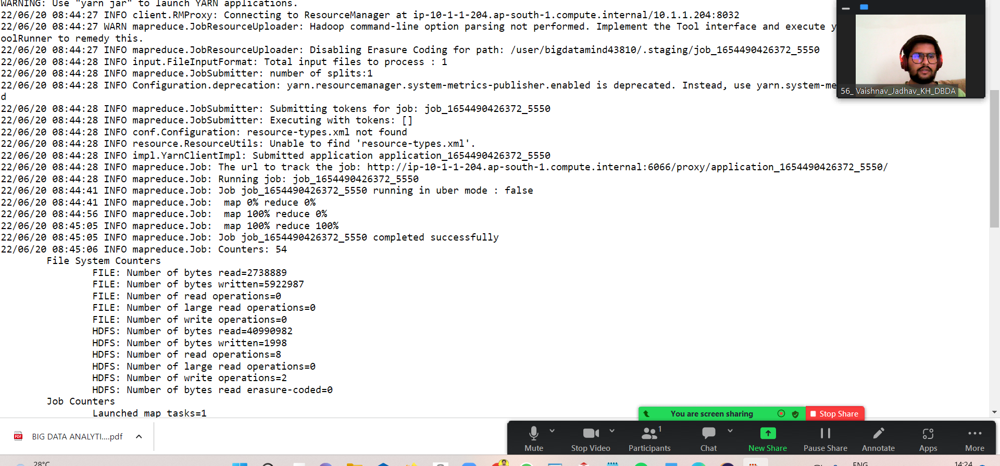 WARNING: Use "yarn jar" to launch YARN applications.
22/06/20 08:44:27 INFO client.RMProxy: Connecting to ResourceManager at ip-10-1-1-204.ap-south-1.compute.internal/10.1.1.204:8032
22/06/20 08:44:27 WARN mapreduce.JobResourceUploader: Hadoop command-line option parsing not performed. Implement the Tool interface and execute y
oolRunner to remedy this.
22/06/20 08:44:27 INFO mapreduce.JobResourceUploader: Disabling Erasure Coding for path: /user/bigdatamind43810/.staging/job_1654490426372_5550
22/06/20 08:44:28 INFO input.FileInputFormat: Total input files to process : 1
22/06/20 08:44:28 INFO mapreduce.JobSubmitter: number of splits:1
22/06/20 08:44:28 INFO Configuration.deprecation: yarn.resourcemanager.system-metrics-publisher.enabled is deprecated. Instead, use yarn.system-me
d
22/06/20 08:44:28 INFO mapreduce.JobSubmitter: Submitting tokens for job: job_1654490426372_5550
22/06/20 08:44:28 INFO mapreduce.JobSubmitter: Executing with tokens: []
22/06/20 08:44:28 INFO conf.Configuration: resource-types.xml not found
22/06/20 08:44:28 INFO resource.ResourceUtils: Unable to find 'resource-types.xml'.
22/06/20 08:44:28 INFO impl.YarnClientImpl: Submitted application application_1654490426372_5550
22/06/20 08:44:28 INFO mapreduce.Job: The url to track the job: http://ip-10-1-1-204.ap-south-1.compute.internal:6066/proxy/application_1654490426372_5550/
22/06/20 08:44:28 INFO mapreduce.Job: Running job: job_1654490426372_5550
22/06/20 08:44:41 INFO mapreduce.Job: Job job_1654490426372_5550 running in uber mode : false
22/06/20 08:44:41 INFO mapreduce.Job:  map 0% reduce 0%
22/06/20 08:44:56 INFO mapreduce.Job:  map 100% reduce 0%
22/06/20 08:45:05 INFO mapreduce.Job:  map 100% reduce 100%
22/06/20 08:45:05 INFO mapreduce.Job: Job job_1654490426372_5550 completed successfully
22/06/20 08:45:06 INFO mapreduce.Job: Counters: 54
File System Counters
FILE: Number of bytes read=2738889
FILE: Number of bytes written=5922987
FILE: Number of read operations=0
FILE: Number of large read operations=0
FILE: Number of write operations=0
HDFS: Number of bytes read=40990982
HDFS: Number of bytes written=1998
HDFS: Number of read operations=8
HDFS: Number of large read operations=0
HDFS: Number of write operations=2
HDFS: Number of bytes read erasure-coded=0
Job Counters
Launched map tasks=1
56_ Vaishnav_Jadhav_KH_DBDA
You are screen sharing
Stop Share
PDF
BIG DATA ANALYTI....pdf
1
Mute
Stop Video
Participants
Chat
New Share
Pause Share
Annotate
Apps
More
28°C
ENG
14:24